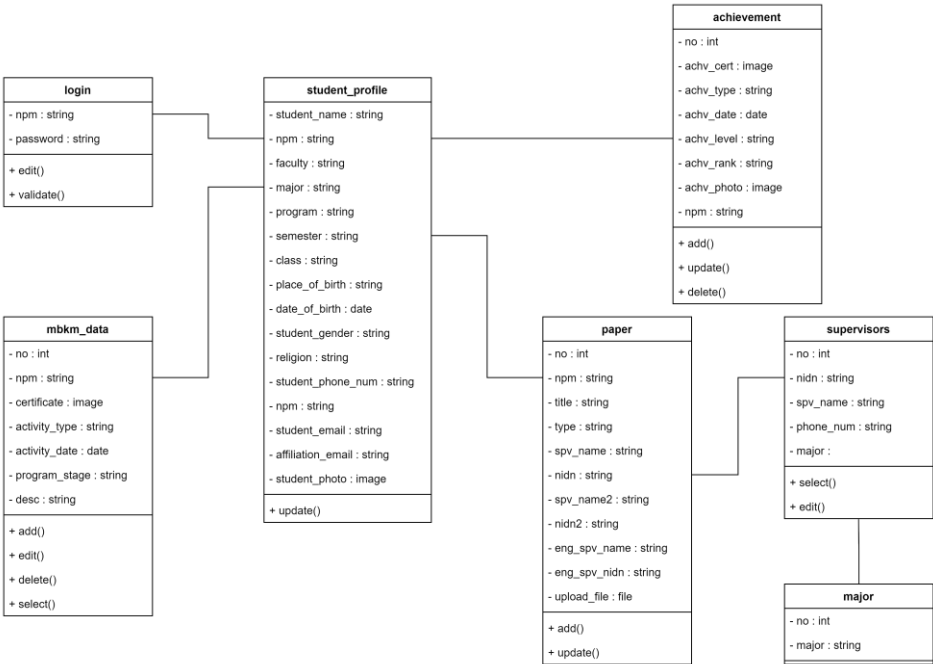 achievement
- no : int
- achv_cert : image
- achv_type : string
- achv_date : date
- achv_level : string
- achv_rank : string
- achv_photo : image
- npm : string
+ add()
+ update()
+ delete()
login
- npm : string
- password : string
+ edit()
+ validate()
student_profile
- student_name : string
- npm : string
- faculty : string
- major : string
- program : string
- semester : string
- class : string
- place_of_birth : string
- date_of_birth : date
- student_gender : string
- religion : string
- student_phone_num : string
- npm : string
- student_email : string
- affiliation_email : string
- student_photo : image
+ update()
mbkm_data
- no : int
- npm : string
- certificate : image
- activity_type : string
- activity_date : date
- program_stage : string
- desc : string
+ add()
+ edit()
+ delete()
+ select()
paper
- no : int
- npm : string
- title : string
- type : string
- spv_name : string
- nidn : string
- spv_name2 : string
- nidn2 : string
- eng_spv_name : string
- eng_spv_nidn : string
- upload_file : file
+ add()
+ update()
supervisors
- no : int
- nidn : string
- spv_name : string
- phone_num : string
- major :
+ select()
+ edit()
major
- no : int
- major : string